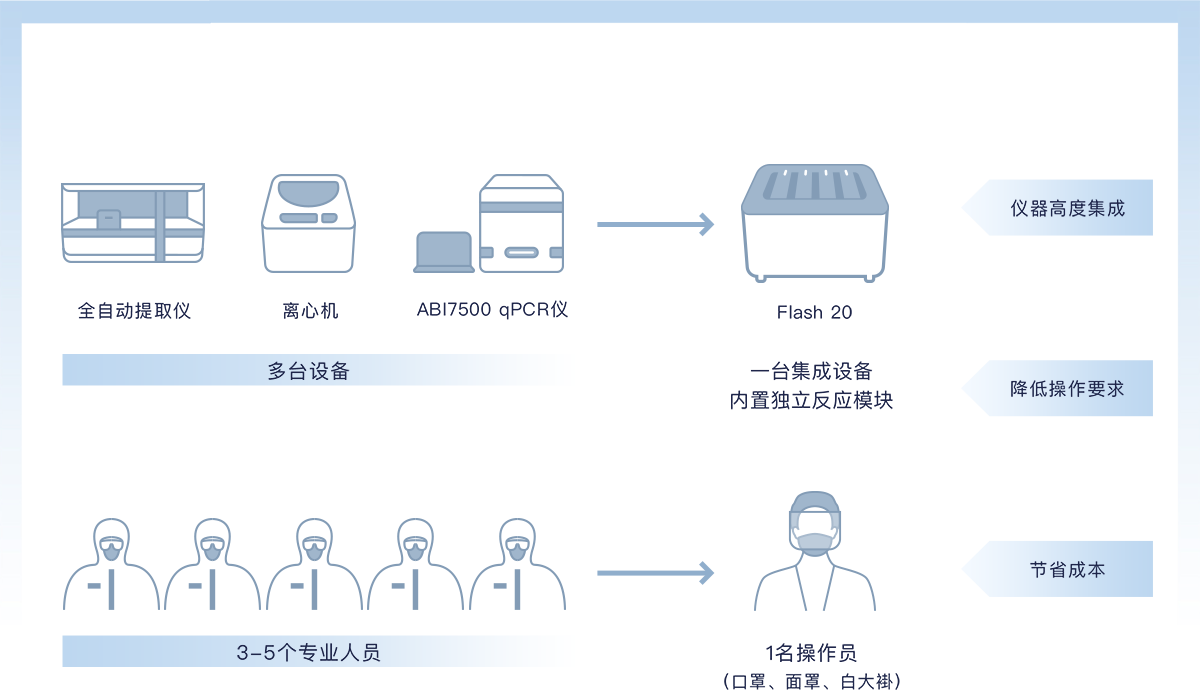 全自动提取仪
离心机
ABI7500 qPCR仪
Flash 20
仪器高度集成
多台设备
一台集成设备
内置独立反应模块
降低操作要求
节省成本
3-5个专业人员
1名操作员
（口罩、面罩、白大褂）